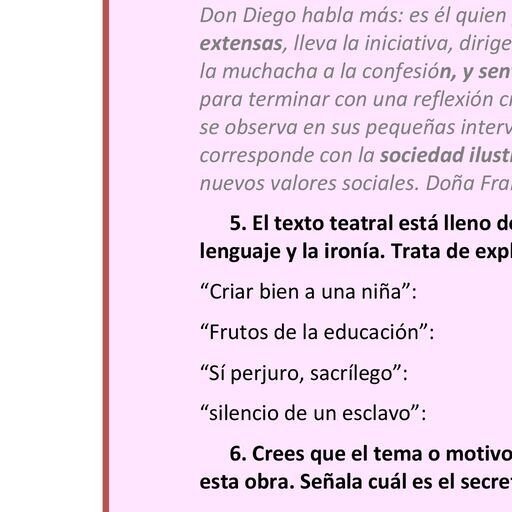 Don Diego habla más: es él quien
extensas, lleva la iniciativa, dirige
la muchacha a la confesión, y sen
para terminar con una reflexión c
se observa en sus pequeñas interv
corresponde con la sociedad ilust
nuevos valores sociales. Doña Fra
5. El texto teatral está lleno d
lenguaje y la ironía. Trata de exp
“Criar bien a una niña”:
“Frutos de la educación”:
“Sí perjuro, sacrílego”:
“silencio de un esclavo”:
6. Crees que el tema o motivo
esta obra. Señala cuál es el secre